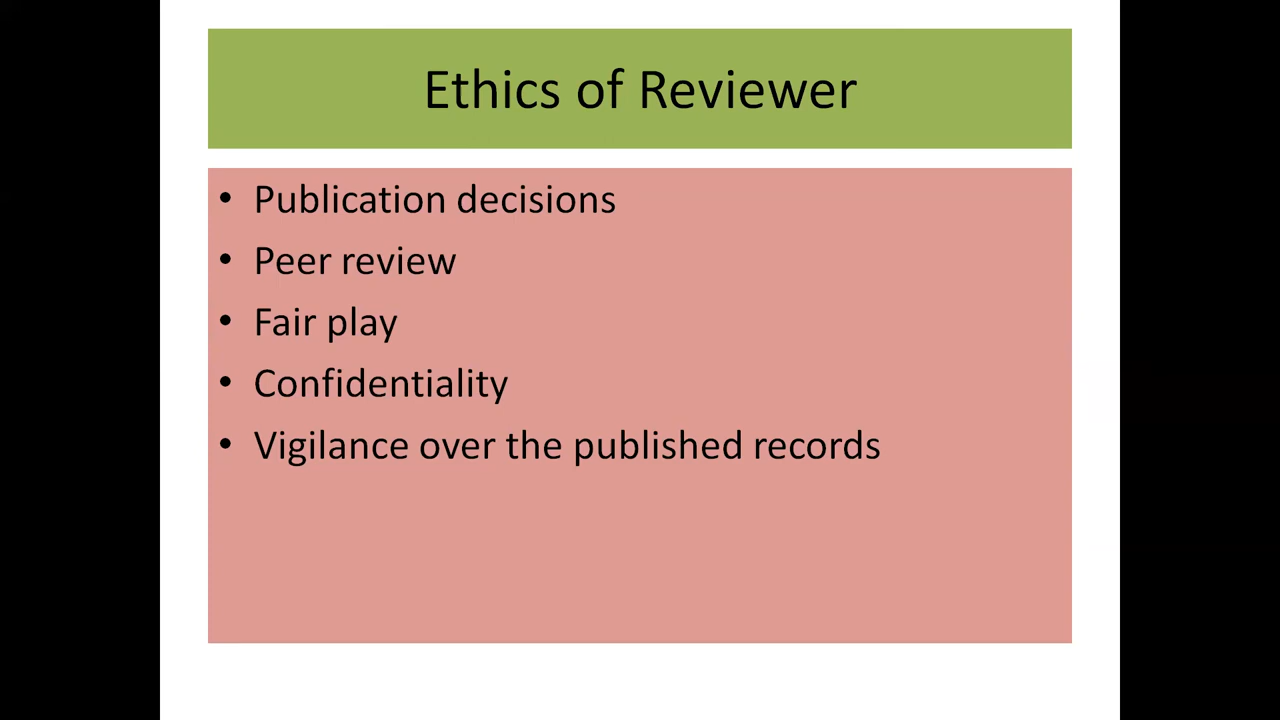 Ethics of Reviewer
• Publication decisions
• Peer review
• Fair play
• Confidentiality
• Vigilance over the published records